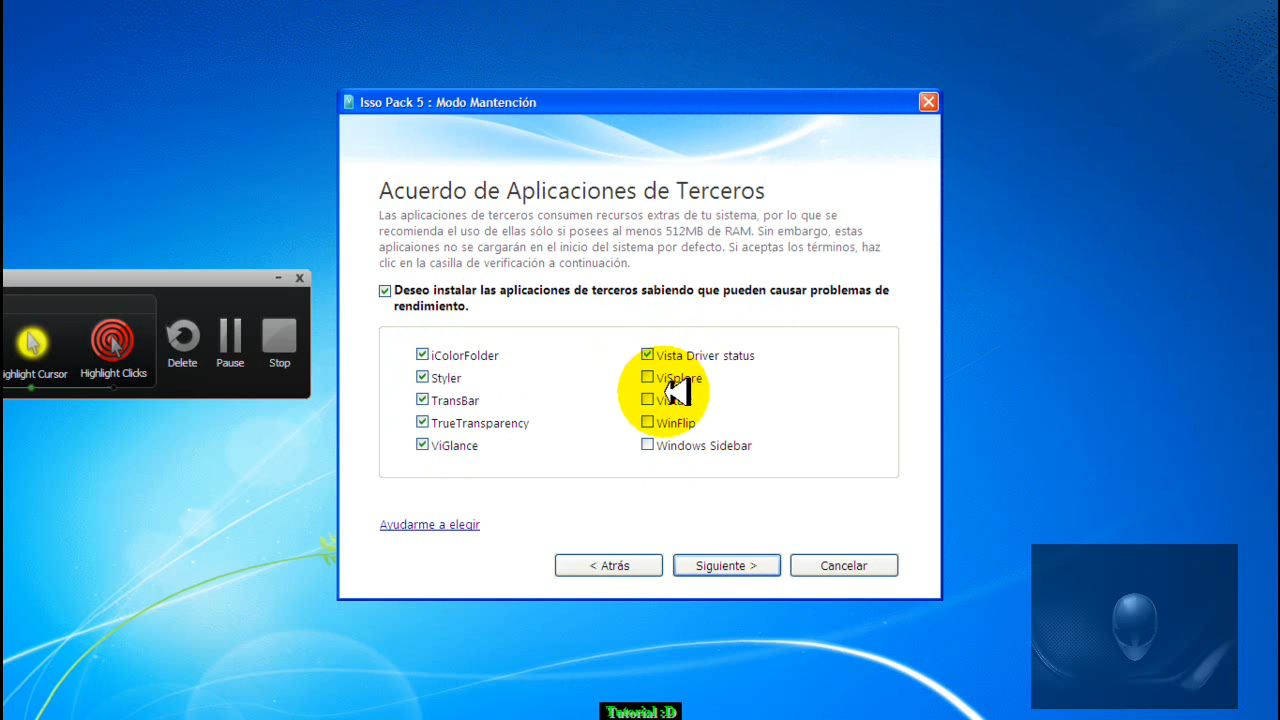 Isso Pack 5 : Modo Mantención
Acuerdo de Aplicaciones de Terceros
Las aplicaciones de terceros consumen recursos extras de tu sistema, por lo que se
recomienda el uso de ellas sólo si posees al menos 512MB de RAM. Sin embargo, estas
aplicaiones no se cargarán en el inicio del sistema por defecto. Si aceptas los términos, haz
clic en la casilla de verificación a continuación.
Deseo instalar las aplicaciones de terceros sabiendo que pueden causar problemas de
rendimiento.
iColorFolder
Styler
TransBar
TrueTransparency
ViGlance
Vista Driver status
ViSplore
WinFlip
Windows Sidebar
Ayudarme a elegir
< Atrás
Siguiente >
Cancelar
Cursor
Highlight Clicks
Delete
Pause
Stop
Tutorial :D